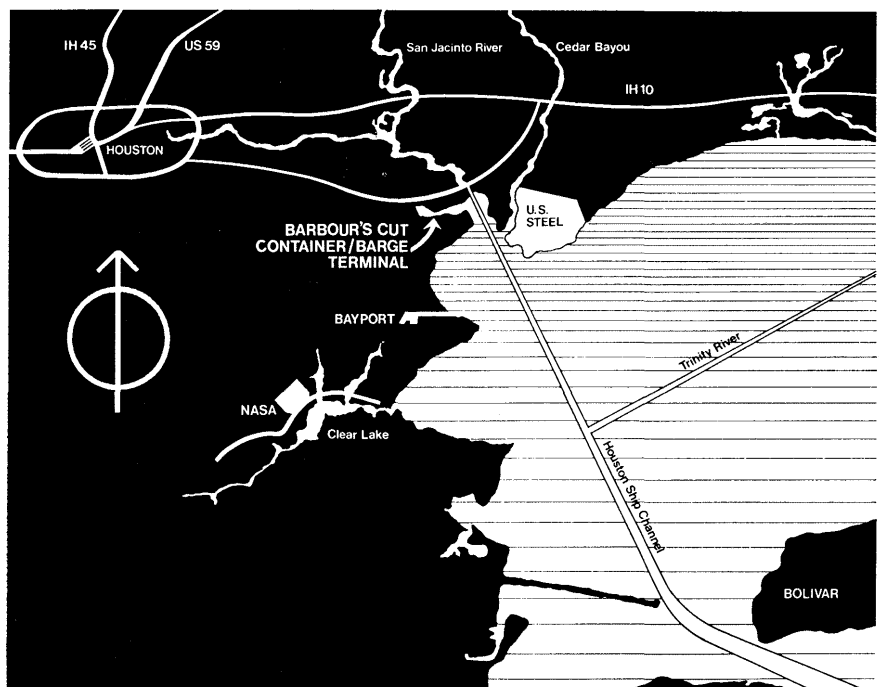 IH 45
US 59
San Jacinto River
Cedar Bayou
IH 10
HOUSTON
U.S.
STEEL
BARBOUR'S CUT
CONTAINER/BARGE
TERMINAL
BAYPORT
Trinity River
NASA
Clear Lake
Houston Ship Channel
BOLIVAR